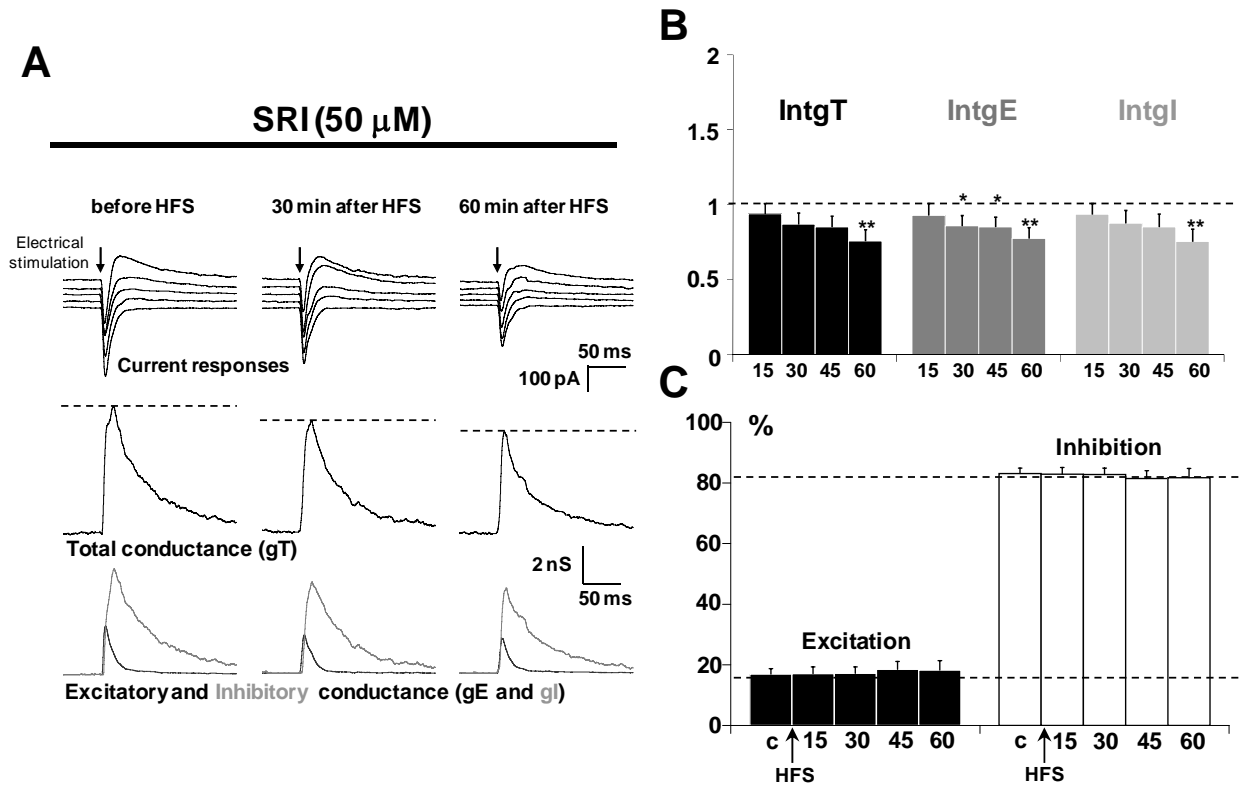 A
SRI (50 μM)
before HFS
30 min after HFS
60 min after HFS
Electrical
stimulation
Current responses
50 ms
100 pA
Total conductance (gT)
2 nS
50 ms
Excitatory and Inhibitory conductance (gE and gI)
B
2
1.5
1
0.5
0
IntgT
IntgE
IntgI
**
*
*
**
**
15 30 45 60
15 30 45 60
15 30 45 60
C
%
100
80
60
40
20
0
Excitation
Inhibition
c 15 30 45 60
c 15 30 45 60
HFS
HFS